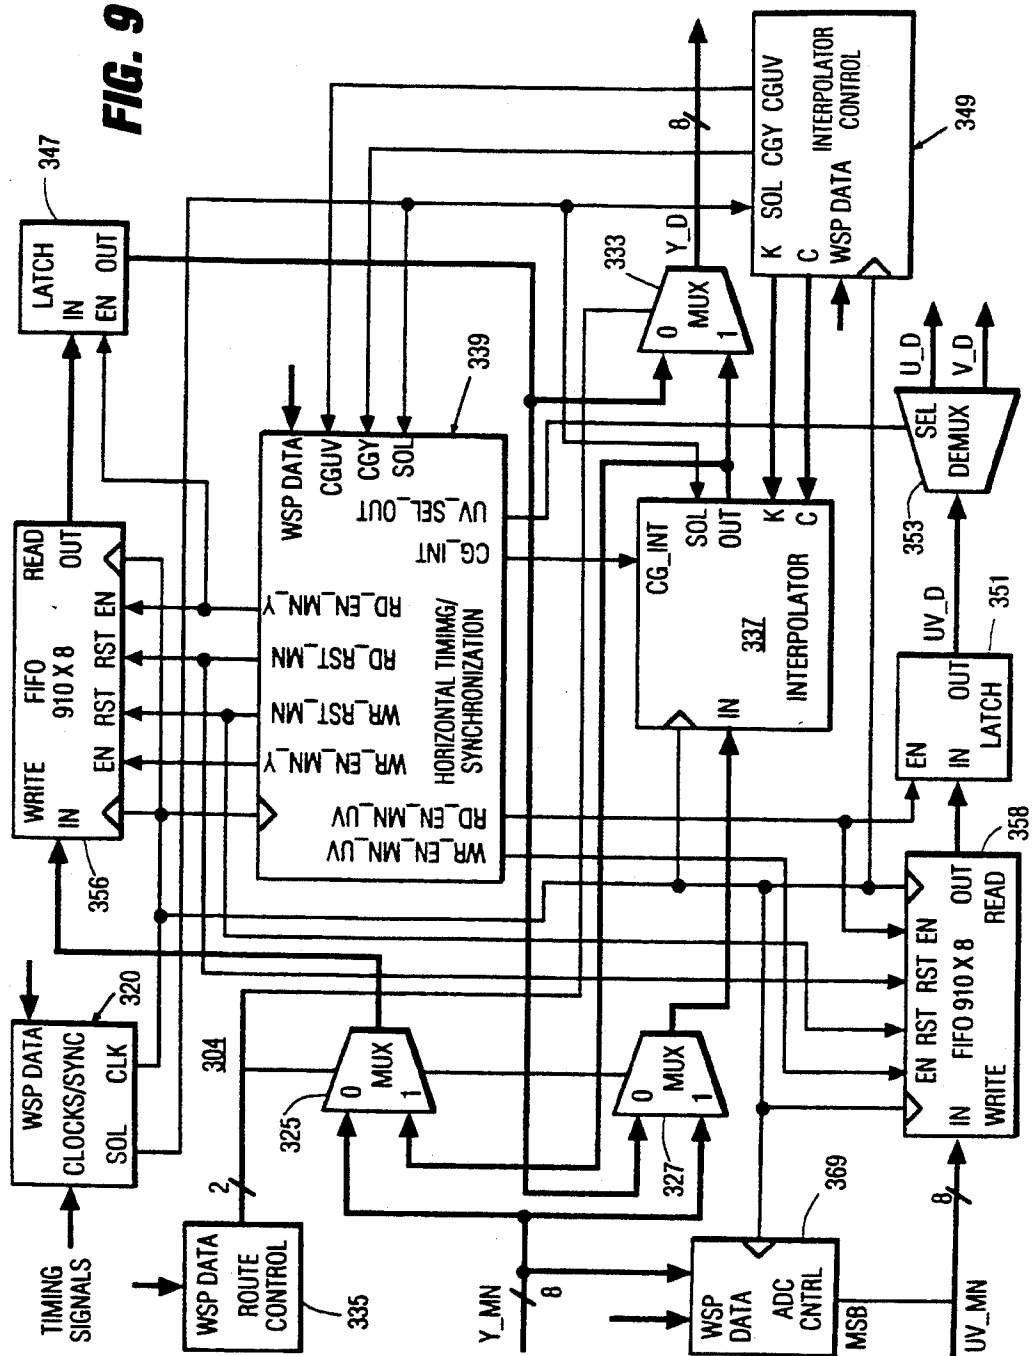 FIG. 9
TIMING
SIGNALS
WSP DATA
CLOCKS/SYNC
SOL CLK
320
WSP DATA
ROUTE
CONTROL
335
2
304
Y_MN
8
WSP
DATA
ADC
CNTRL
MSB
369
UV_MN
8
325
0
MUX
1
327
0
MUX
1
356
WRITE
IN
FIFO
910 X 8
READ
OUT
EN RST RST EN
347
LATCH
IN
EN OUT
339
WSP DATA
CGUV
CGY
SOL
UV_SEL_OUT
CG_INT
RD_EN_MN_Y
RD_RST_MN
WR_RST_MN
WR_EN_MN_Y
RD_EN_MN_UV
WR_EN_MN_UV
HORIZONTAL TIMIMG/
SYNCHRONIZATION
CG_INT
SOL
OUT
K
C
IN
337
INTERPOLATOR
333
0
MUX
1
Y_D
8
K SOL CGY CGUV
C
WSP DATA
INTERPOLATOR
CONTROL
349
358
IN
WRITE
EN RST RST EN
FIFO 910 X 8
OUT
READ
EN
IN OUT
LATCH
351
UV_D
353
SEL
DEMUX
U_D
V_D